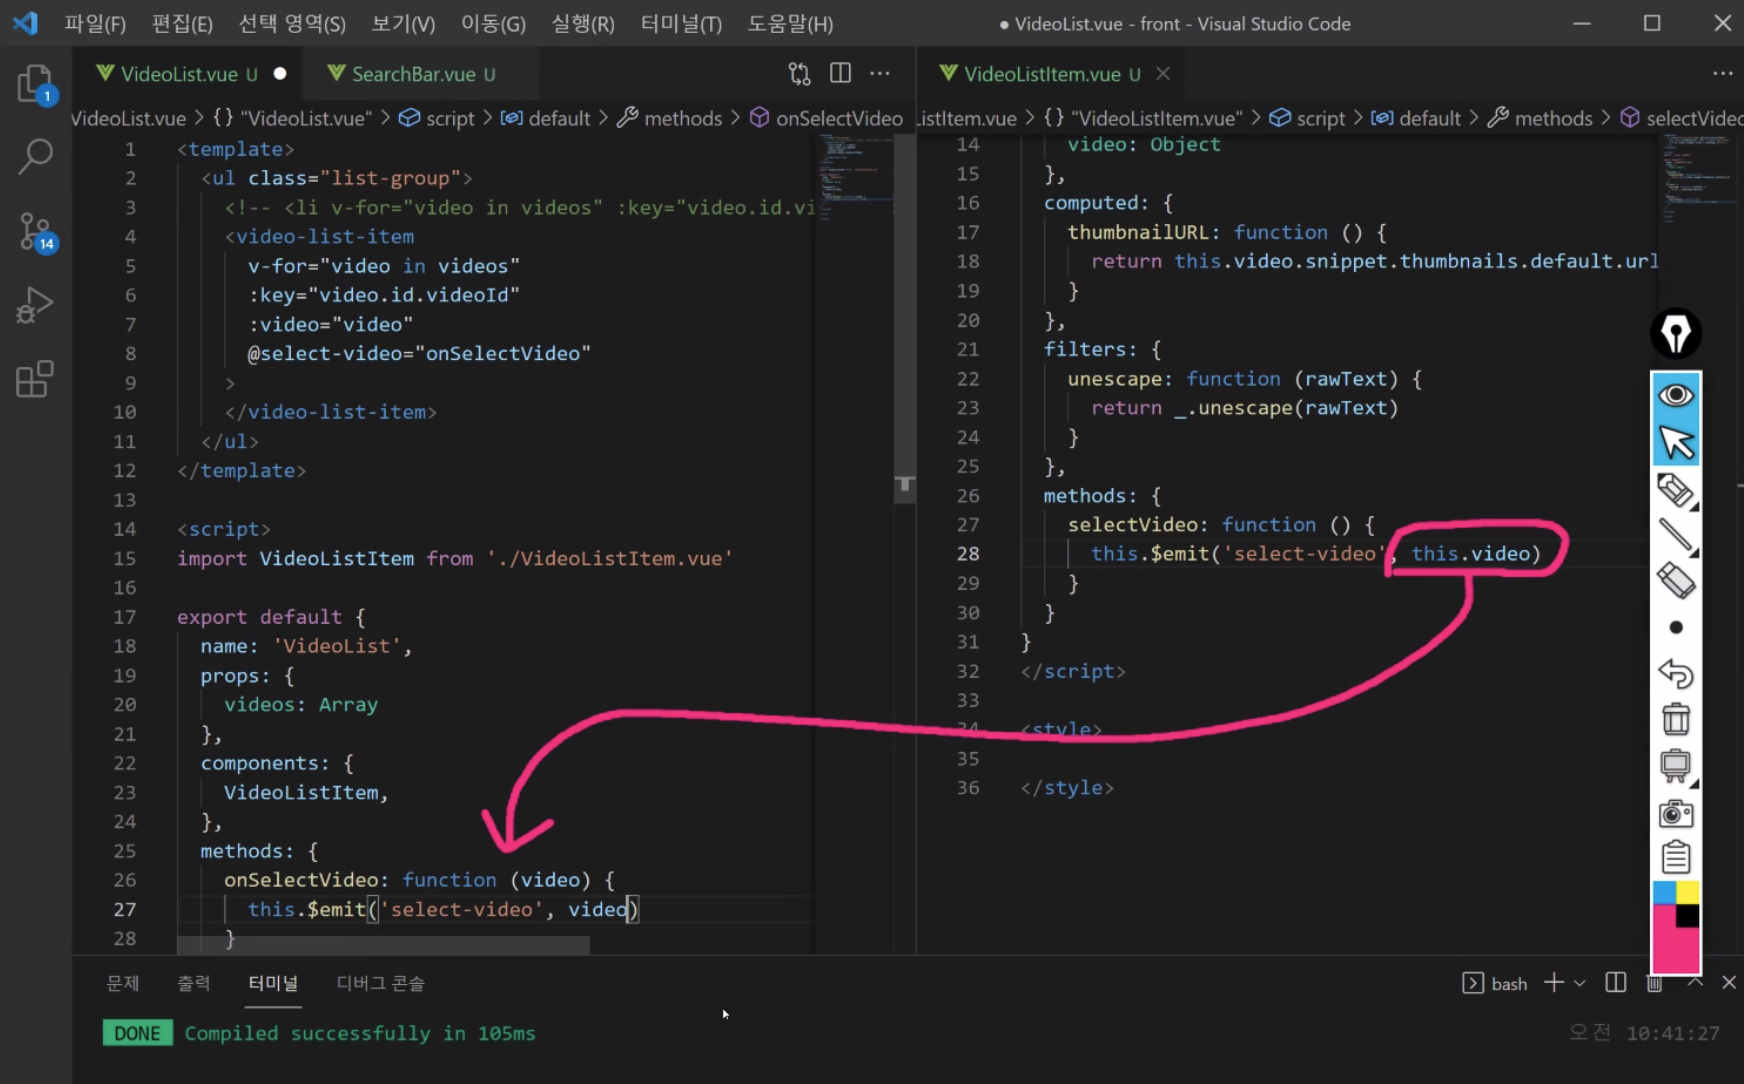 파일(F) 편집(E) 선택 영역(S) 보기(V) 이동(G) 실행(R) 터미널(T) 도움말(H) ● VideoList.vue - front - Visual Studio Code
VideoList.vue U ● SearchBar.vue U
VideoList.vue > {} "VideoList.vue" > script > default > methods > onSelectVideo
1 <template>
2 <ul class="list-group">
3 <!-- <li v-for="video in videos" :key="video.id.vi
4 <video-list-item
5 v-for="video in videos"
6 :key="video.id.videoId"
7 :video="video"
8 @select-video="onSelectVideo"
9 >
10 </video-list-item>
11 </ul>
12 </template>
13
14 <script>
15 import VideoListItem from './VideoListItem.vue'
16
17 export default {
18 name: 'VideoList',
19 props: {
20 videos: Array
21 },
22 components: {
23 VideoListItem,
24 },
25 methods: {
26 onSelectVideo: function (video) {
27 this.$emit('select-video', video)
28 }
VideoListItem.vue U
istItem.vue > {} "VideoListItem.vue" > script > default > methods > selectVideo
14 video: Object
15 },
16 computed: {
17 thumbnailURL: function () {
18 return this.video.snippet.thumbnails.default.url
19 }
20 },
21 filters: {
22 unescape: function (rawText) {
23 return _.unescape(rawText)
24 }
25 },
26 methods: {
27 selectVideo: function () {
28 this.$emit('select-video', this.video)
29 }
30 }
31 }
32 </script>
33
34 <style>
35
36 </style>
1
14
문제 출력 터미널 디버그 콘솔 bash
DONE Compiled successfully in 105ms 오전 10:41:27